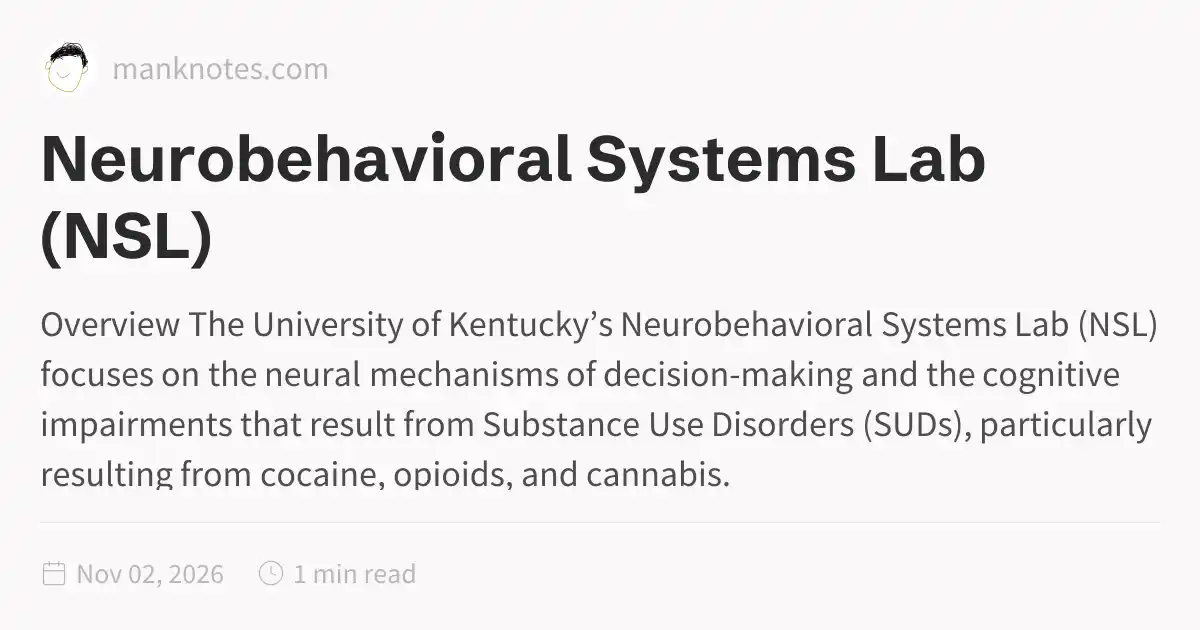 manknotes.com
Neurobehavioral Systems Lab
(NSL)
Overview The University of Kentucky’s Neurobehavioral Systems Lab (NSL)
focuses on the neural mechanisms of decision-making and the cognitive
impairments that result from Substance Use Disorders (SUDs), particularly
resulting from cocaine, opioids, and cannabis.
Nov 02, 2026 1 min read